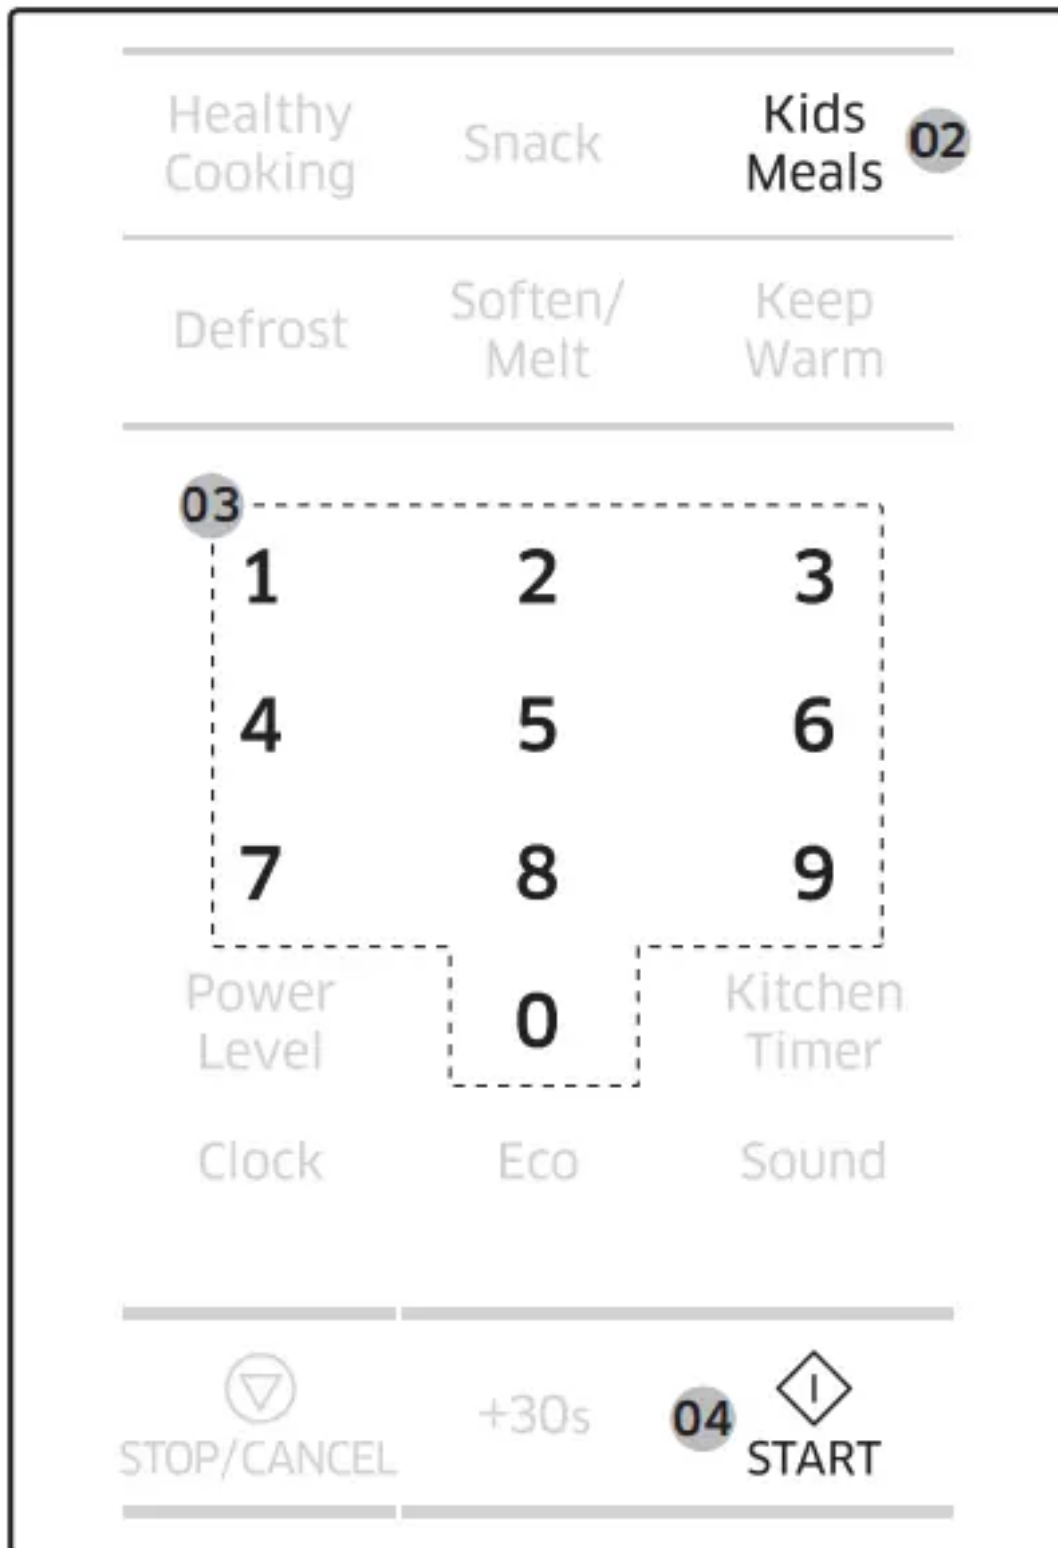 Healthy Cooking
Snack
Kids Meals
02
Defrost
Soften/ Melt
Keep Warm
03
1 2 3
4 5 6
7 8 9
Power Level
0
Kitchen Timer
Clock
Eco
Sound
STOP/CANCEL
+30s
04
START